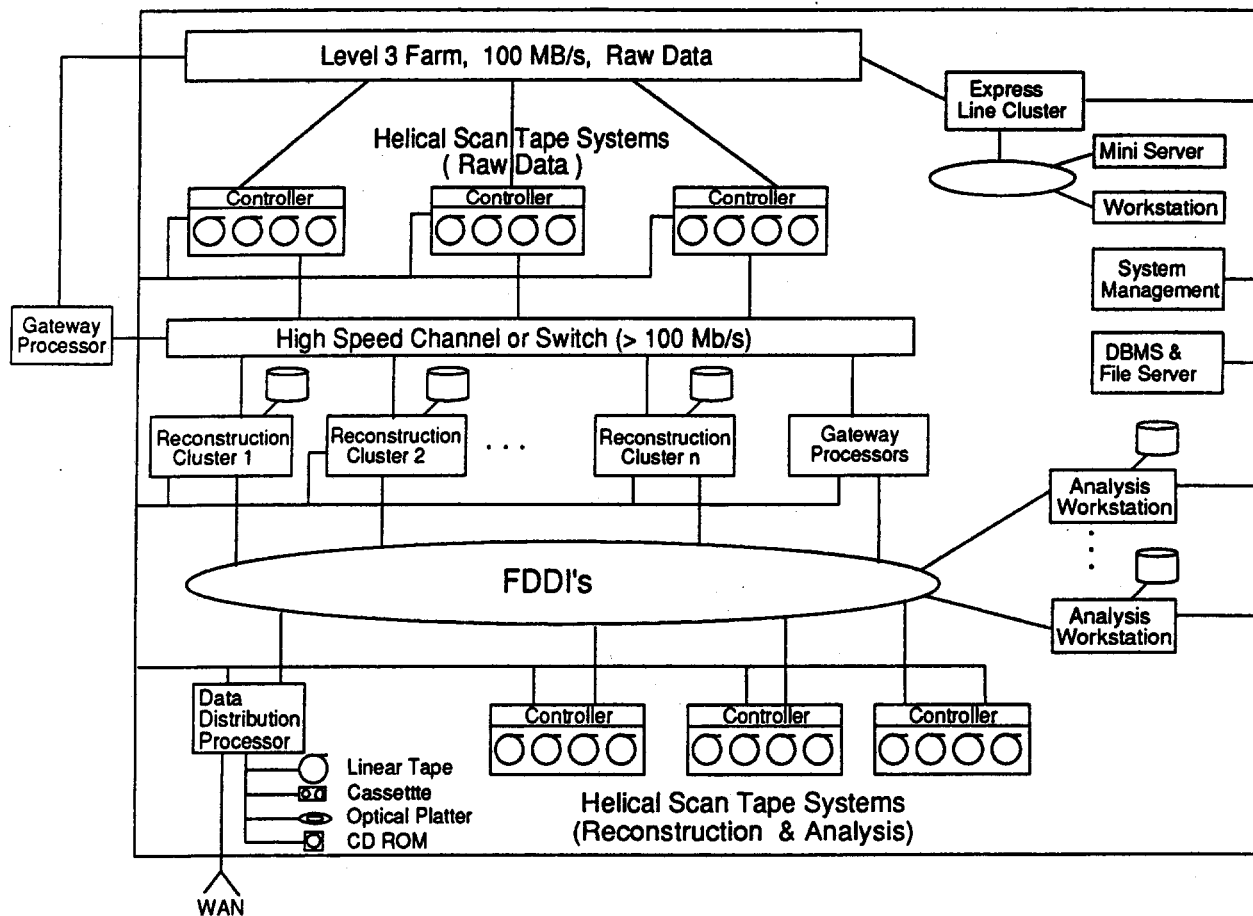 Level 3 Farm, 100 MB/s, Raw Data
Express
Line Cluster
Helical Scan Tape Systems
( Raw Data )
Mini Server
Workstation
Controller
Controller
Controller
System
Management
Gateway
Processor
High Speed Channel or Switch (> 100 Mb/s)
DBMS &
File Server
Reconstruction
Cluster 1
Reconstruction
Cluster 2
. . .
Reconstruction
Cluster n
Gateway
Processors
Analysis
Workstation
FDDI's
Analysis
Workstation
Data
Distribution
Processor
Controller
Controller
Controller
Linear Tape
Cassettte
Optical Platter
CD ROM
Helical Scan Tape Systems
(Reconstruction & Analysis)
WAN